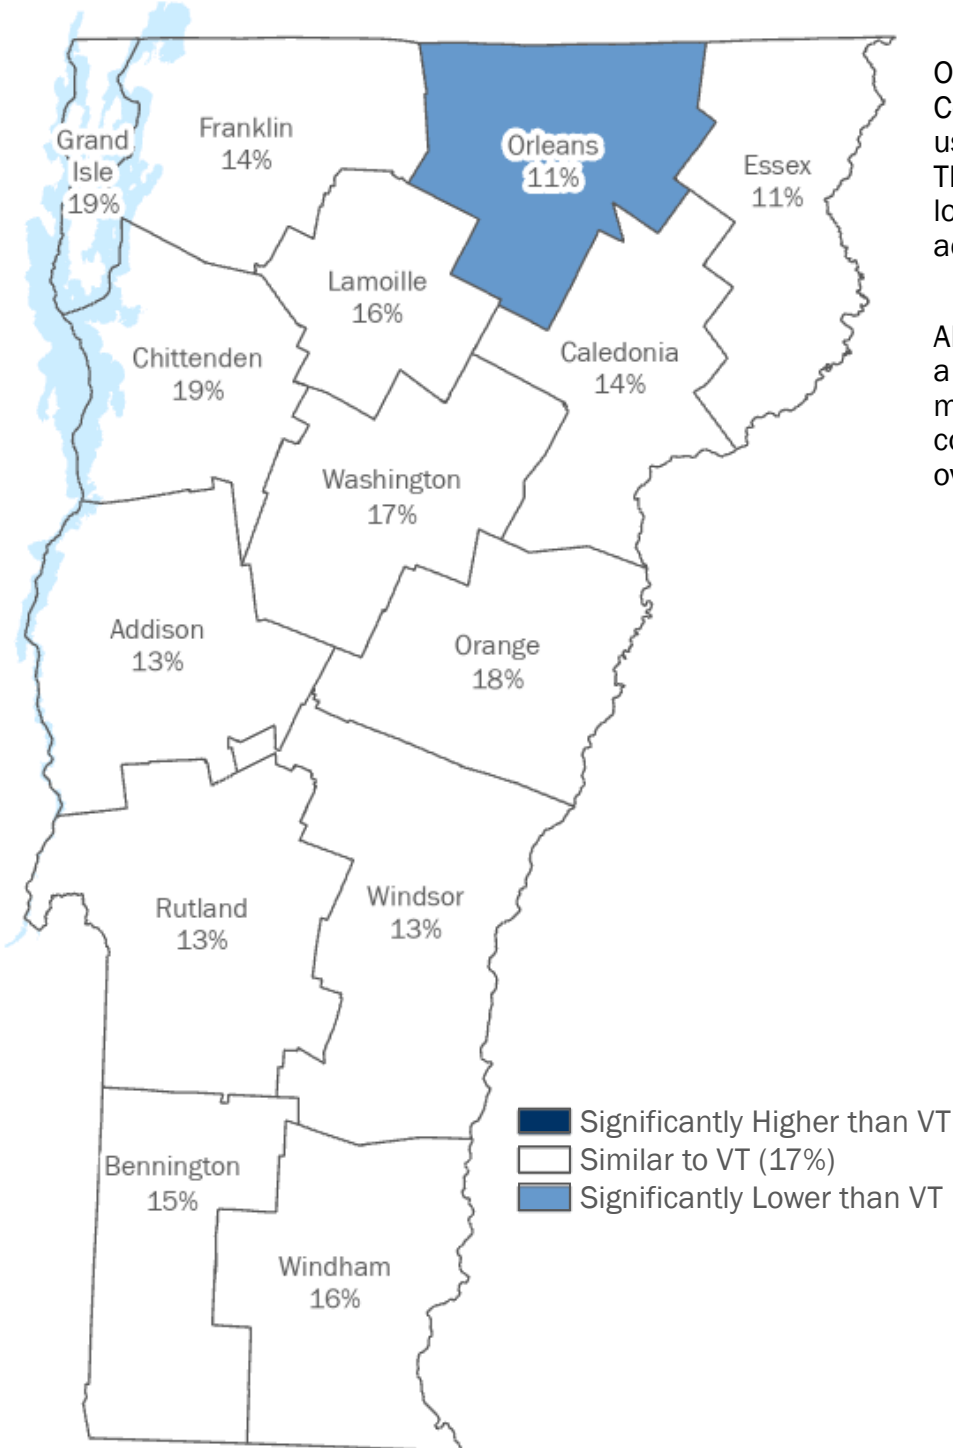 Grand
Isle
19%
Franklin
14%
Orleans
11%
Essex
11%
Lamoille
16%
Chittenden
19%
Caledonia
14%
Washington
17%
Addison
13%
Orange
18%
Rutland
13%
Windsor
13%
Bennington
15%
Windham
16%
Significantly Higher than VT
Similar to VT (17%)
Significantly Lower than VT
a